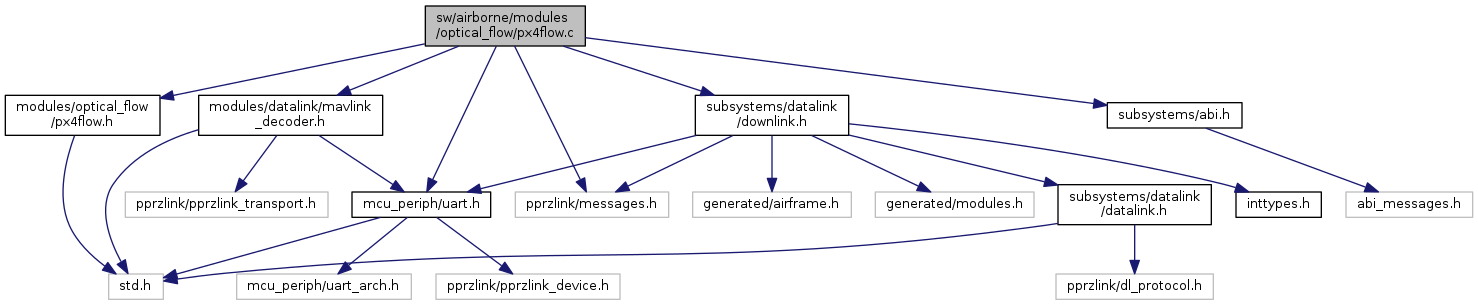 sw/airborne/modules
/optical_flow/px4flow.c
modules/optical_flow
/px4flow.h
modules/datalink/mavlink
_decoder.h
subsystems/datalink
/downlink.h
subsystems/abi.h
pprzlink/pprzlink_transport.h
mcu_periph/uart.h
pprzlink/messages.h
generated/airframe.h
generated/modules.h
subsystems/datalink
/datalink.h
inttypes.h
abi_messages.h
std.h
mcu_periph/uart_arch.h
pprzlink/pprzlink_device.h
pprzlink/dl_protocol.h